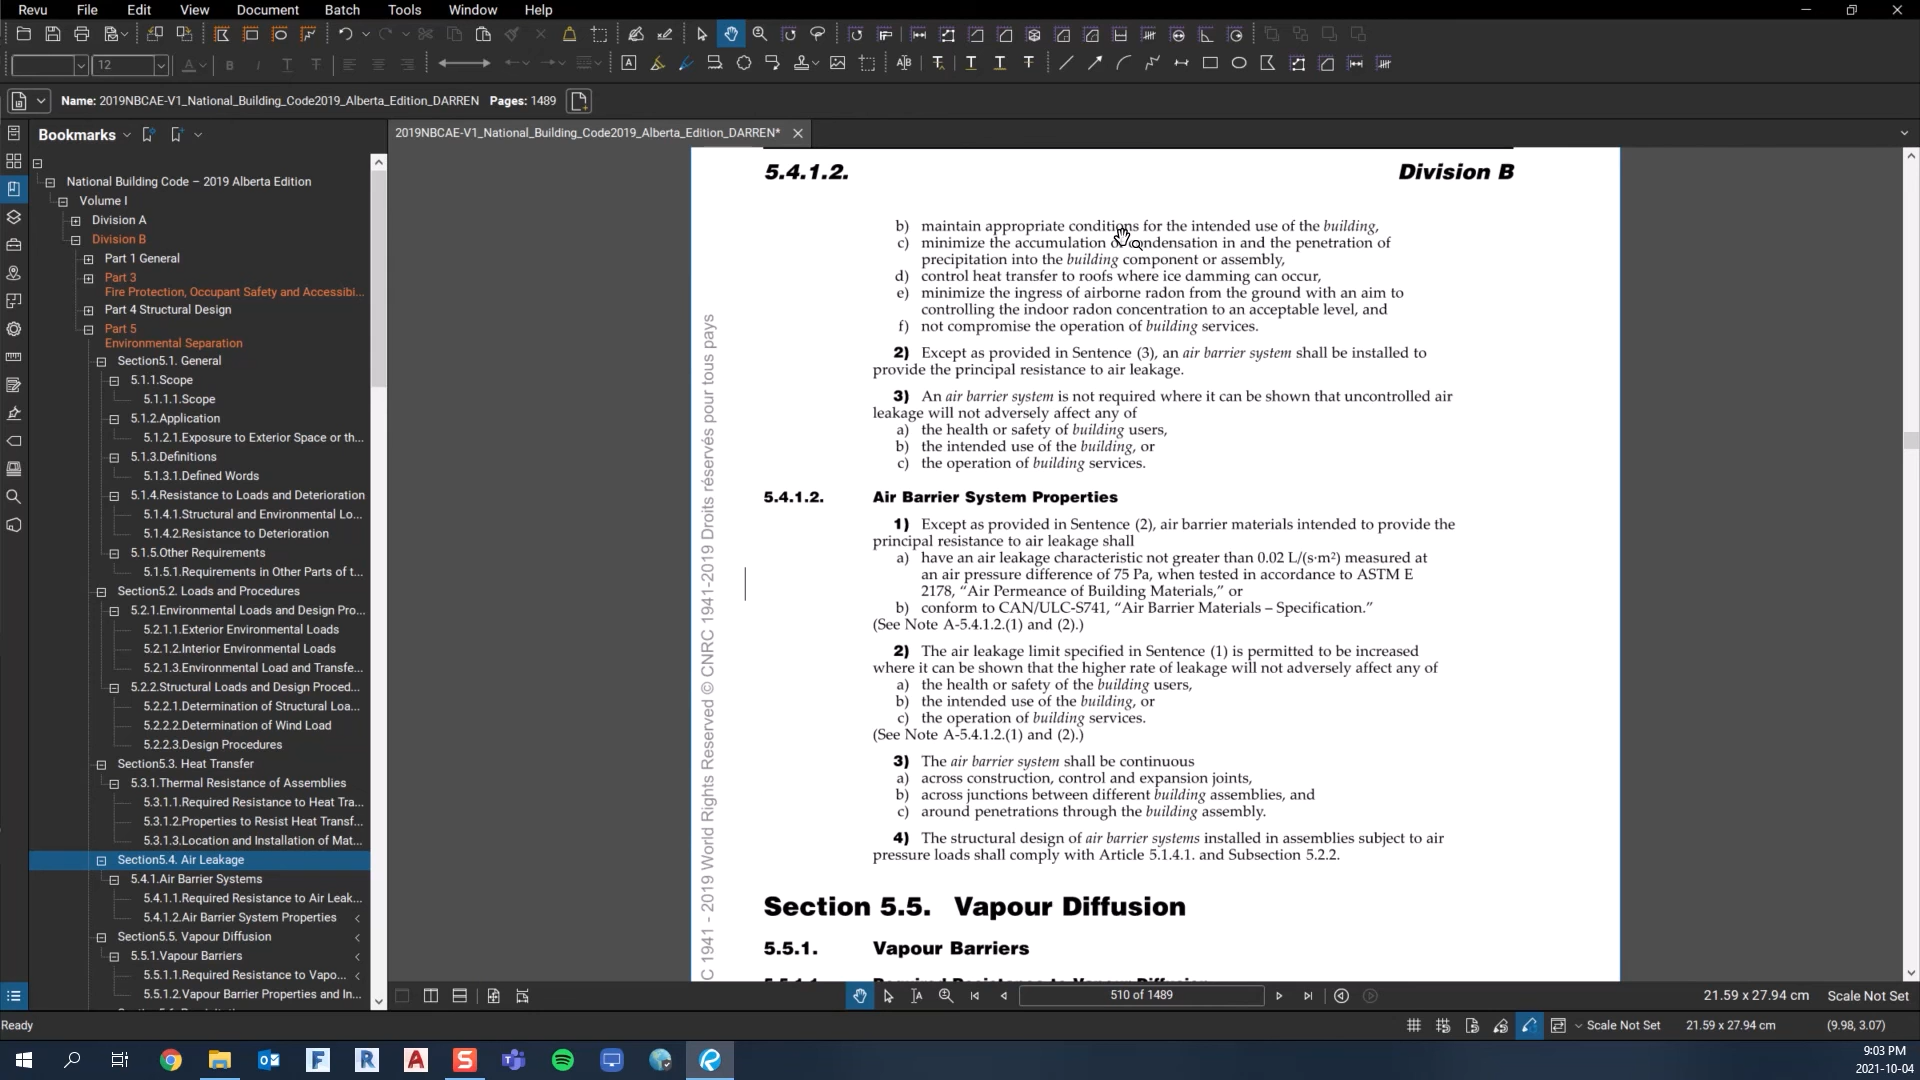 Revu File Edit View Document Batch Tools Window Help
12
Name: 2019NBCAE-V1_National_Building_Code2019_Alberta_Edition_DARREN Pages: 1489
Bookmarks
2019NBCAE-V1_National_Building_Code2019_Alberta_Edition_DARREN*
National Building Code – 2019 Alberta Edition
Volume I
Division A
Division B
Part 1 General
Part 3
Fire Protection, Occupant Safety and Accessibi...
Part 4 Structural Design
Part 5
Environmental Separation
Section5.1. General
5.1.1.Scope
5.1.1.1.Scope
5.1.2.Application
5.1.2.1.Exposure to Exterior Space or th...
5.1.3.Definitions
5.1.3.1.Defined Words
5.1.4.Resistance to Loads and Deterioration
5.1.4.1.Structural and Environmental Lo...
5.1.4.2.Resistance to Deterioration
5.1.5.Other Requirements
5.1.5.1.Requirements in Other Parts of t...
Section5.2. Loads and Procedures
5.2.1.Environmental Loads and Design Pro...
5.2.1.1.Exterior Environmental Loads
5.2.1.2.Interior Environmental Loads
5.2.1.3.Environmental Load and Transfe...
5.2.2.Structural Loads and Design Proced...
5.2.2.1.Determination of Structural Loa...
5.2.2.2.Determination of Wind Load
5.2.2.3.Design Procedures
Section5.3. Heat Transfer
5.3.1.Thermal Resistance of Assemblies
5.3.1.1.Required Resistance to Heat Tra...
5.3.1.2.Properties to Resist Heat Transf...
5.3.1.3.Location and Installation of Mat...
Section5.4. Air Leakage
5.4.1.Air Barrier Systems
5.4.1.1.Required Resistance to Air Leak...
5.4.1.2.Air Barrier System Properties
Section5.5. Vapour Diffusion
5.5.1.Vapour Barriers
5.5.1.1.Required Resistance to Vapo...
5.5.1.2.Vapour Barrier Properties and In...
5.4.1.2. Division B
b) maintain appropriate conditions for the intended use of the building,
c) minimize the accumulation of condensation in and the penetration of
precipitation into the building component or assembly,
d) control heat transfer to roofs where ice damming can occur,
e) minimize the ingress of airborne radon from the ground with an aim to
controlling the indoor radon concentration to an acceptable level, and
f) not compromise the operation of building services.
2) Except as provided in Sentence (3), an air barrier system shall be installed to
provide the principal resistance to air leakage.
3) An air barrier system is not required where it can be shown that uncontrolled air
leakage will not adversely affect any of
a) the health or safety of building users,
b) the intended use of the building, or
c) the operation of building services.
5.4.1.2. Air Barrier System Properties
1) Except as provided in Sentence (2), air barrier materials intended to provide the
principal resistance to air leakage shall
a) have an air leakage characteristic not greater than 0.02 L/(s·m²) measured at
an air pressure difference of 75 Pa, when tested in accordance to ASTM E
2178, “Air Permeance of Building Materials,” or
b) conform to CAN/ULC-S741, “Air Barrier Materials – Specification.”
(See Note A-5.4.1.2.(1) and (2).)
2) The air leakage limit specified in Sentence (1) is permitted to be increased
where it can be shown that the higher rate of leakage will not adversely affect any of
a) the health or safety of the building users,
b) the intended use of the building, or
c) the operation of building services.
(See Note A-5.4.1.2.(1) and (2).)
3) The air barrier system shall be continuous
a) across construction, control and expansion joints,
b) across junctions between different building assemblies, and
c) around penetrations through the building assembly.
4) The structural design of air barrier systems installed in assemblies subject to air
pressure loads shall comply with Article 5.1.4.1. and Subsection 5.2.2.
Section 5.5. Vapour Diffusion
5.5.1. Vapour Barriers
C 1941 - 2019 World Rights Reserved © CNRC 1941-2019 Droits réservés pour tous pays
510 of 1489
21.59 x 27.94 cm Scale Not Set
Ready
Scale Not Set 21.59 x 27.94 cm (9.98, 3.07)
9:03 PM
2021-10-04